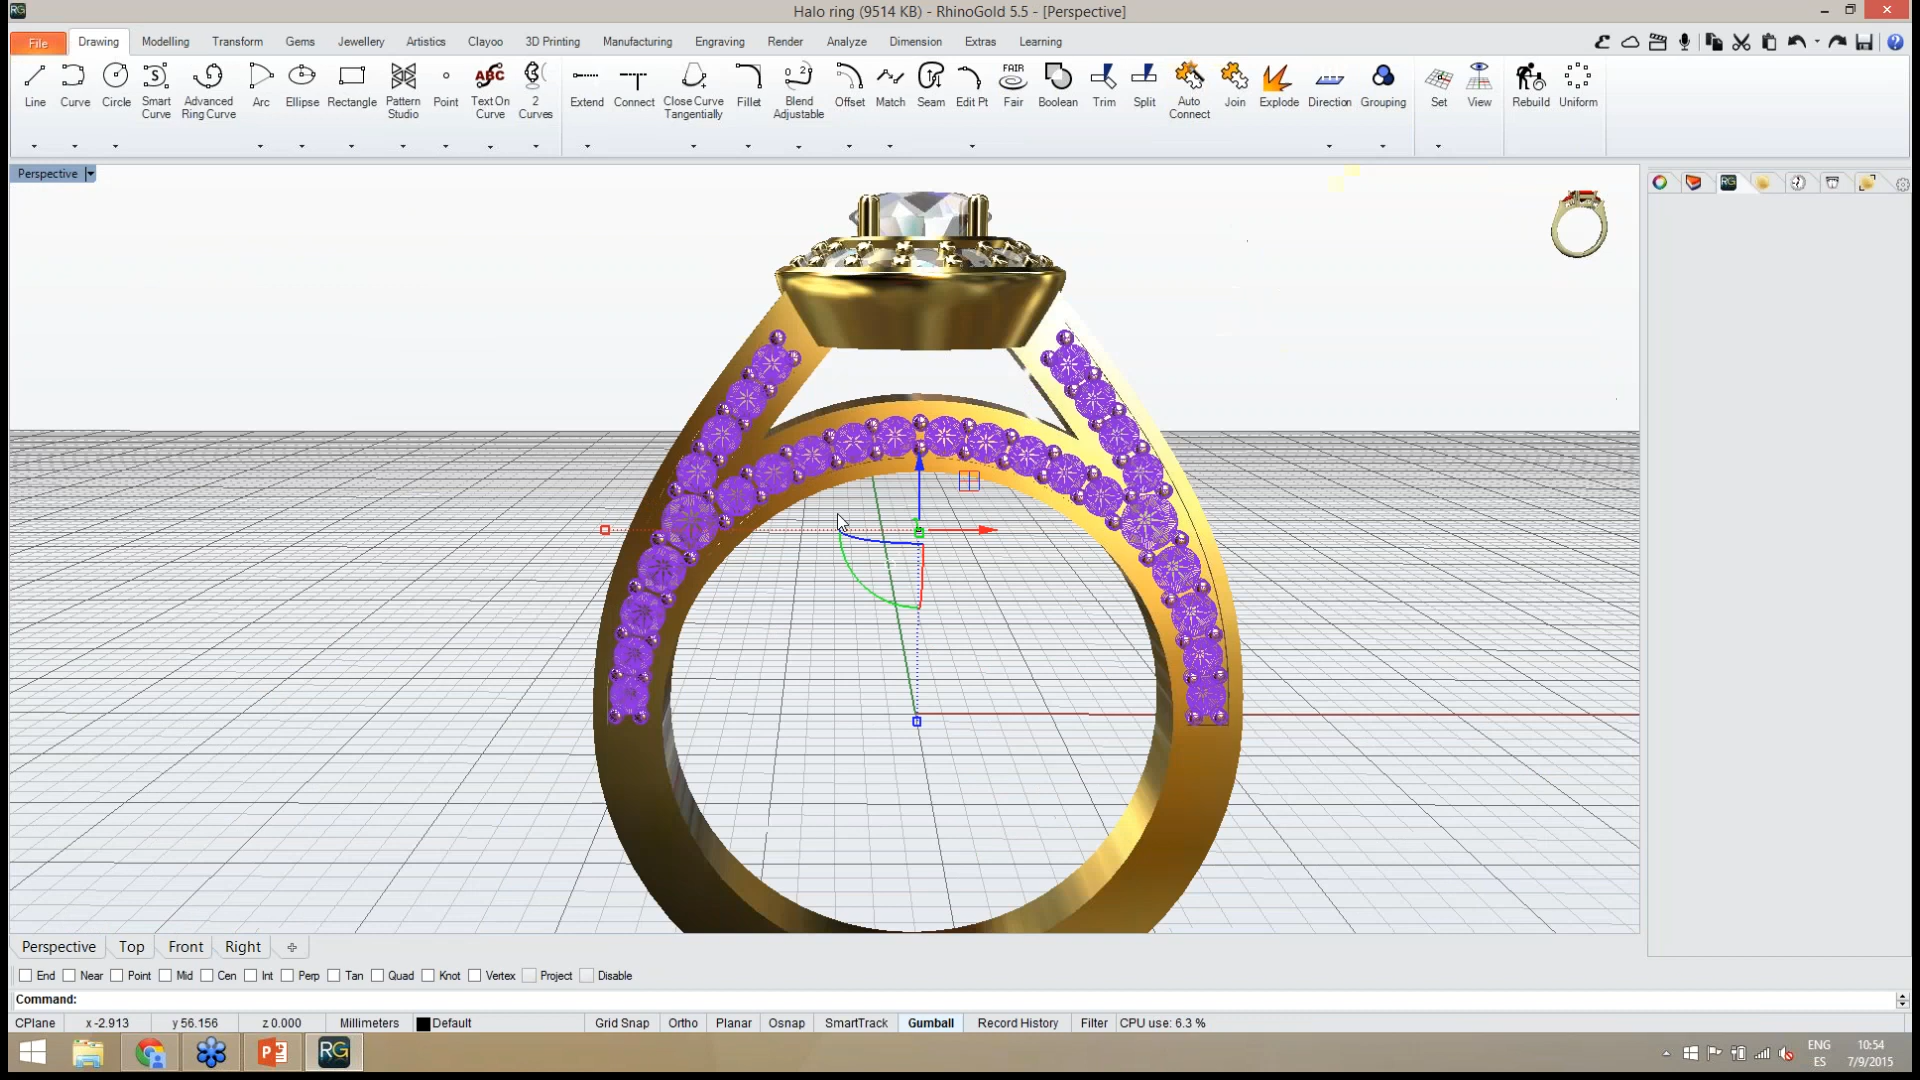 Halo ring (9514 KB) - RhinoGold 5.5 - [Perspective]
File Drawing Modelling Transform Gems Jewellery Artistics Clayoo 3D Printing Manufacturing Engraving Render Analyze Dimension Extras Learning
Line Curve Circle Smart Curve Advanced Ring Curve Arc Ellipse Rectangle Pattern Studio Point ABC Text On Curve 2 Curves Extend Connect Close Curve Tangentially Fillet Blend Adjustable Offset Match Seam Edit Pt FAIR Fair Boolean Trim Split Auto Connect Join Explode Direction Grouping Set View Rebuild Uniform
Perspective
RG
Perspective Top Front Right
End Near Point Mid Cen Int Perp Tan Quad Knot Vertex Project Disable
Command:
CPlane x -2.913 y 56.156 z 0.000 Millimeters Default Grid Snap Ortho Planar Osnap SmartTrack Gumball Record History Filter CPU use: 6.3 %
RG ENG 10:54
ES 7/9/2015